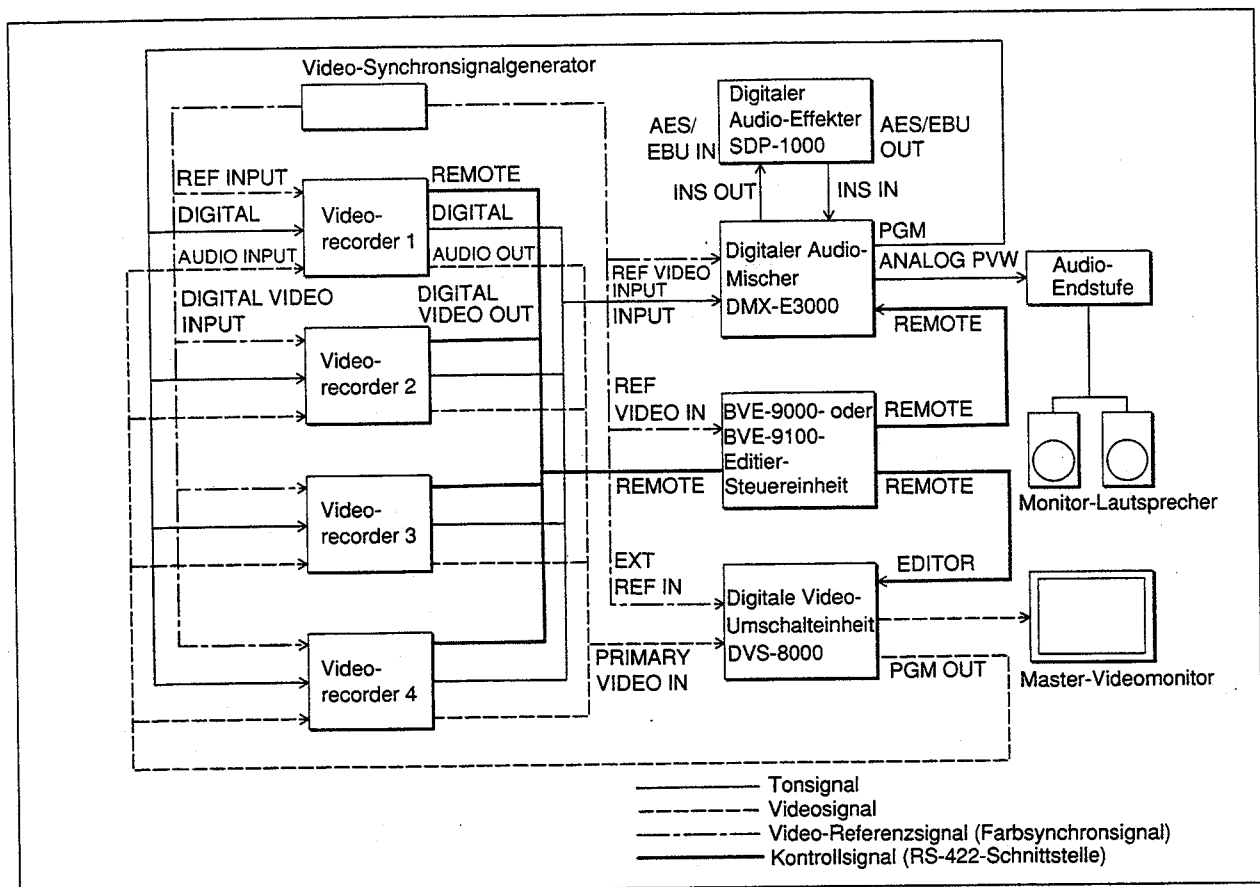 Video-Synchronsignalgenerator
Digitaler
Audio-Effekter
SDP-1000
AES/
EBU IN
AES/EBU
OUT
INS OUT
INS IN
REF INPUT
DIGITAL
AUDIO INPUT
DIGITAL VIDEO
INPUT
Video-
recorder 1
REMOTE
DIGITAL
AUDIO OUT
DIGITAL
VIDEO OUT
Video-
recorder 2
Video-
recorder 3
Video-
recorder 4
REF VIDEO
INPUT
INPUT
Digitaler Audio-
Mischer
DMX-E3000
PGM
ANALOG PVW
REMOTE
Audio-
Endstufe
REF
VIDEO IN
REMOTE
BVE-9000- oder
BVE-9100-
Editier-
Steuereinheit
REMOTE
REMOTE
Monitor-Lautsprecher
EXT
REF IN
PRIMARY
VIDEO IN
Digitale Video-
Umschalteinheit
DVS-8000
EDITOR
PGM OUT
Master-Videomonitor
Tonsignal
Videosignal
Video-Referenzsignal (Farbsynchronsignal)
Kontrollsignal (RS-422-Schnittstelle)